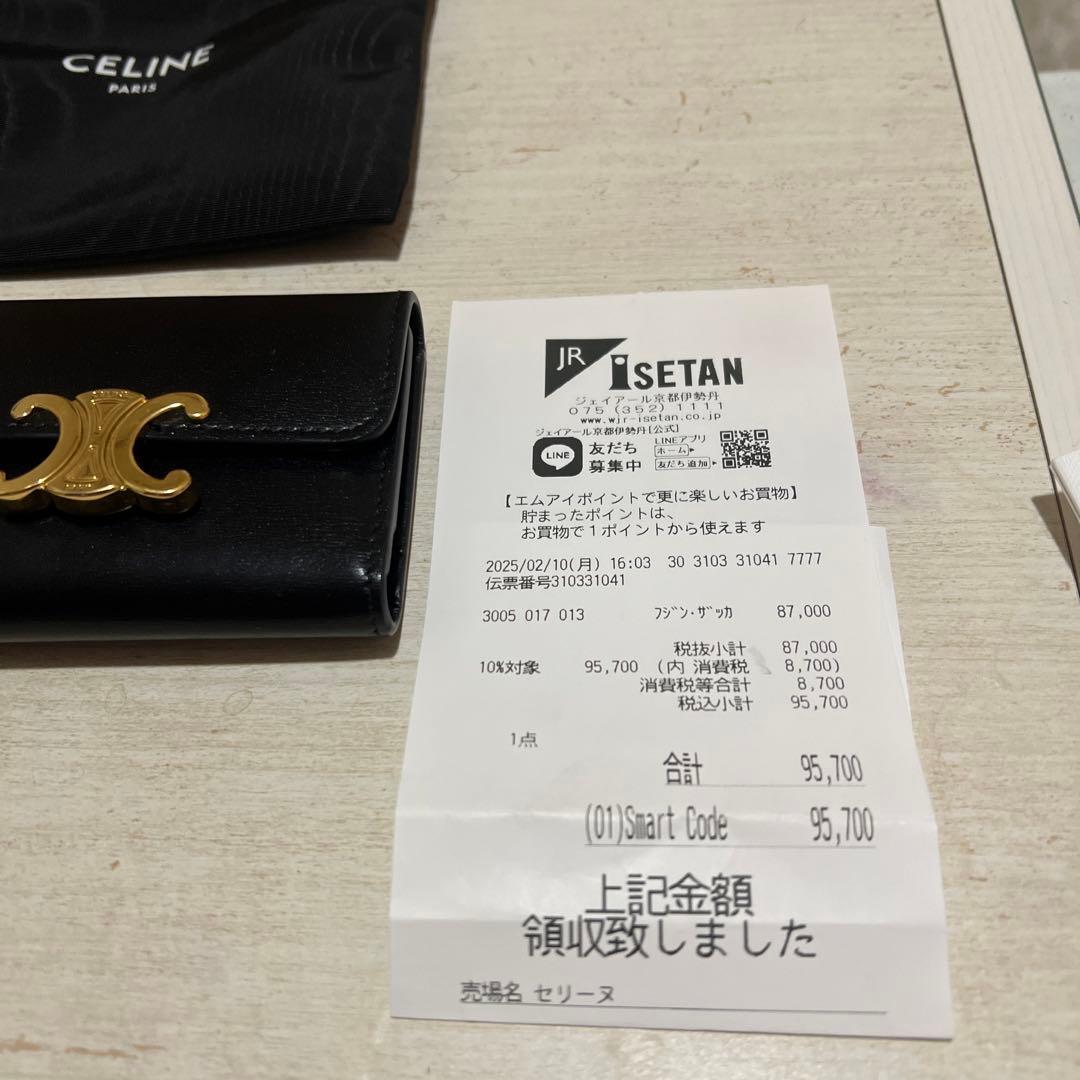 CELINE
PARIS
JR ISETAN
ジェイアール京都伊勢丹
075 (352) 1111
www.wjr-isetan.co.jp
ジェイアール京都伊勢丹[公式]
LINE 友だち募集中 LINEアプリ ホーム 友だち追加
【エムアイポイントで更に楽しいお買物】
貯まったポイントは、
お買物で１ポイントから使えます
2025/02/10(月) 16:03 30 3103 31041 7777
伝票番号310331041
3005 017 013 ﾌｼﾞﾝ･ｻﾞｯｶ 87,000
税抜小計 87,000
10%対象 95,700 (内 消費税 8,700)
消費税等合計 8,700
税込小計 95,700
1点
合計 95,700
(01)Smart Code 95,700
上記金額
領収致しました
売場名 セリーヌ